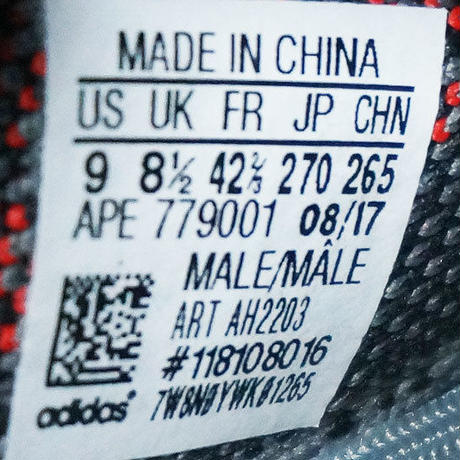 MADE IN CHINA
US UK FR JP CHN
9 8½ 42⅔ 270 265
APE 779001 08/17
MALE/MÂLE
ART AH2203
#118108016
adidas 7W8N0YWK01265